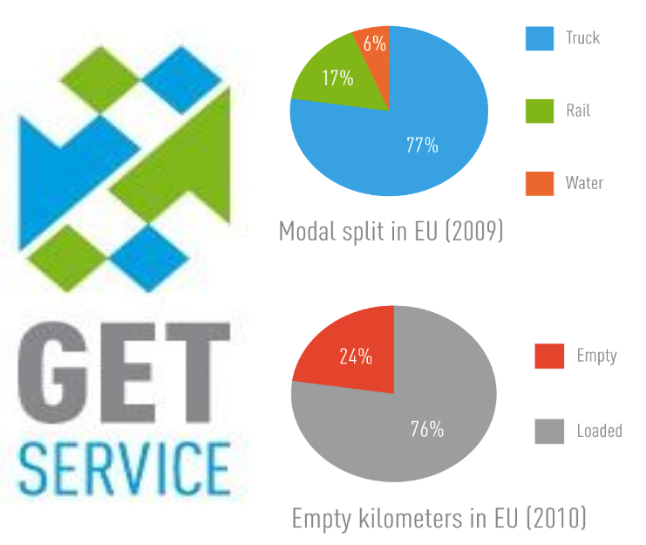 6%
17%
77%
Truck
Rail
Water
Modal split in EU (2009)
GET
SERVICE
24%
76%
Empty
Loaded
Empty kilometers in EU (2010)